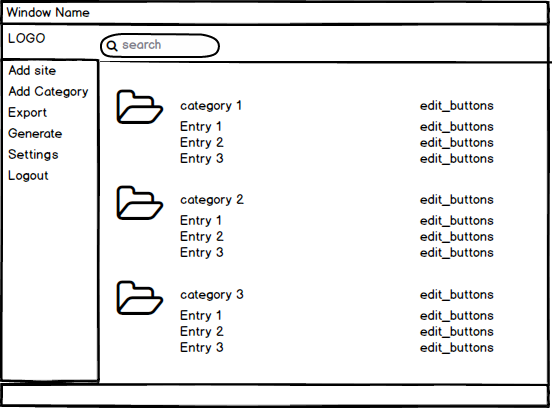 Window Name
LOGO
search
Add site
Add Category
Export
Generate
Settings
Logout
category 1 edit_buttons
Entry 1 edit_buttons
Entry 2 edit_buttons
Entry 3 edit_buttons
category 2 edit_buttons
Entry 1 edit_buttons
Entry 2 edit_buttons
Entry 3 edit_buttons
category 3 edit_buttons
Entry 1 edit_buttons
Entry 2 edit_buttons
Entry 3 edit_buttons